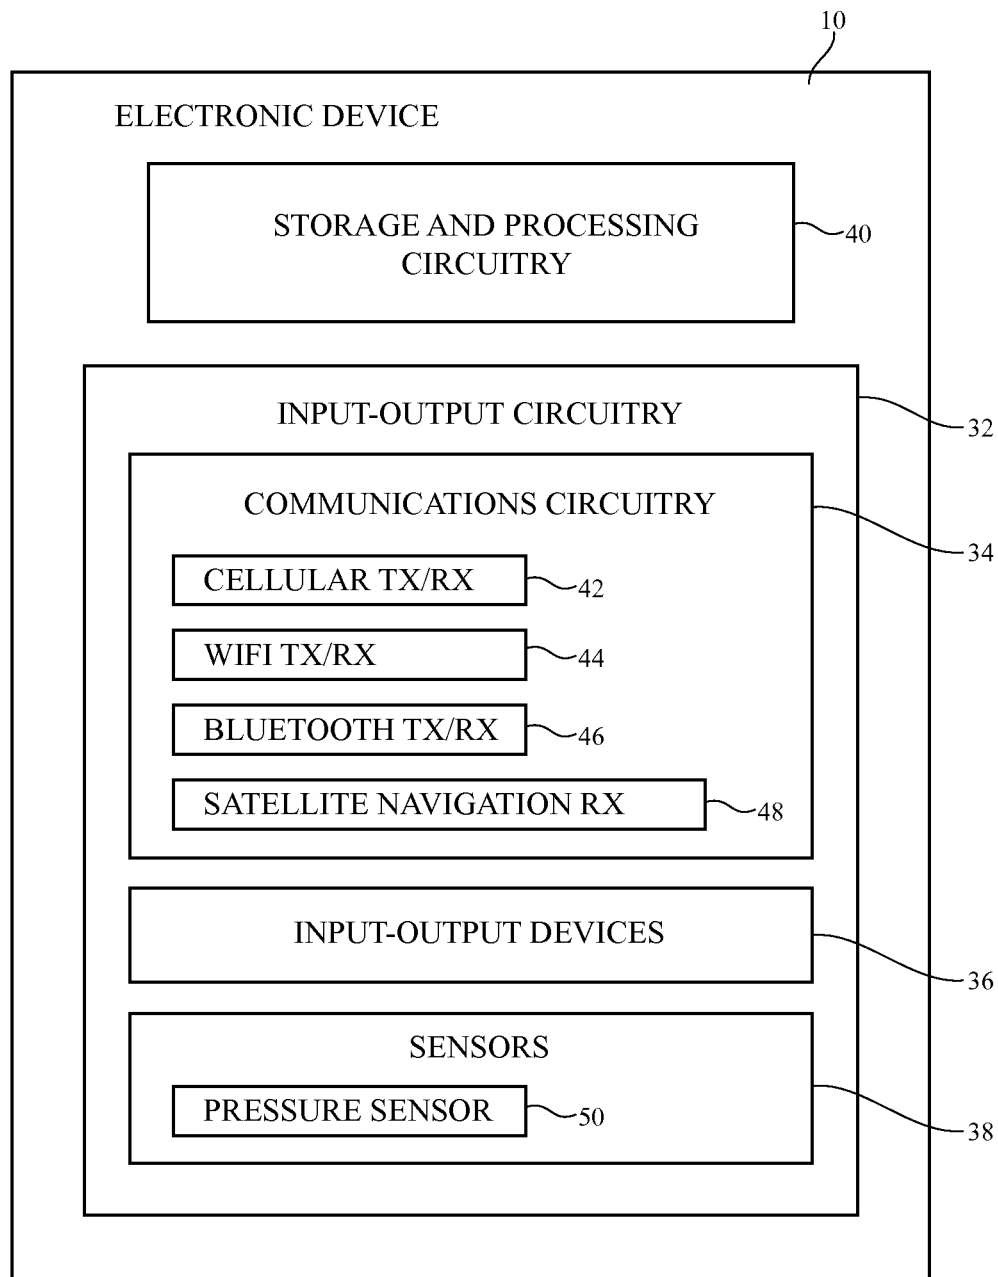 10
ELECTRONIC DEVICE
STORAGE AND PROCESSING
CIRCUITRY
40
INPUT-OUTPUT CIRCUITRY
32
COMMUNICATIONS CIRCUITRY
34
CELLULAR TX/RX
42
WIFI TX/RX
44
BLUETOOTH TX/RX
46
SATELLITE NAVIGATION RX
48
INPUT-OUTPUT DEVICES
36
SENSORS
PRESSURE SENSOR
50
38